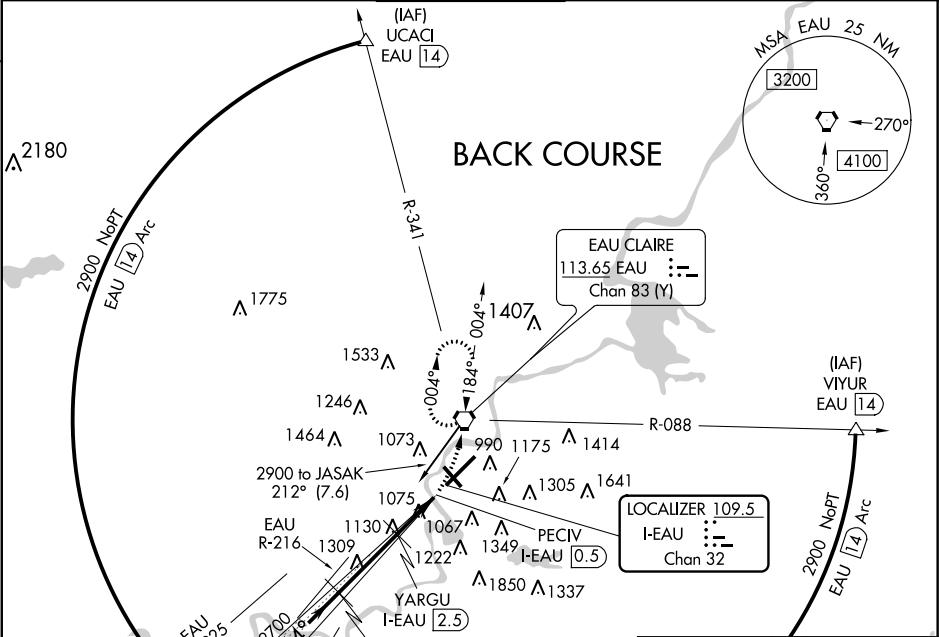 (IAF)
UCACI
EAU 14
MSA EAU 25 NM
3200
270°
4100
360°
2180
BACK COURSE
R-341
2900 NoPT
EAU 14 Arc
EAU CLAIRE
113.65 EAU
Chan 83 (Y)
1775
004°
1407
1533
004°
184°
(IAF)
VIYUR
EAU 14
1246
R-088
1464
1073
990
1175
1414
2900 to JASAK
212° (7.6)
1305
1641
1075
LOCALIZER 109.5
I-EAU
Chan 32
EAU
R-216
1130
1067
PECIV
I-EAU 0.5
1309
1222
1349
2900 NoPT
EAU 14 Arc
1850
1337
YARGU
I-EAU 2.5
EAU
2700